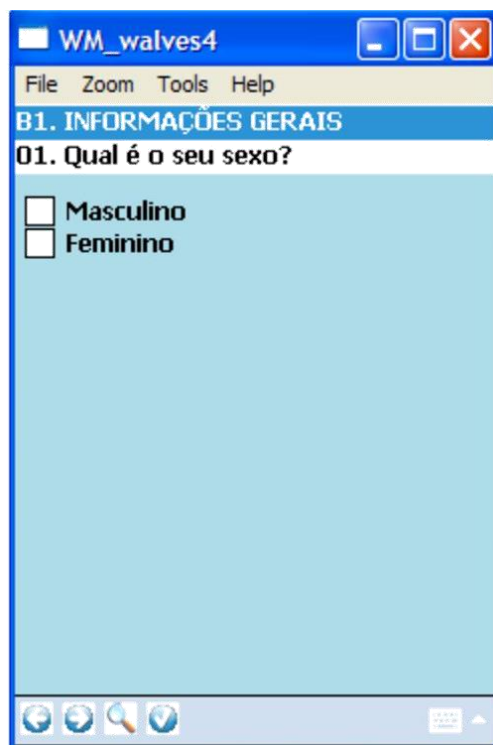 WM_walves4
File Zoom Tools Help
B1. INFORMAÇÕES GERAIS
01. Qual é o seu sexo?
Masculino
Feminino